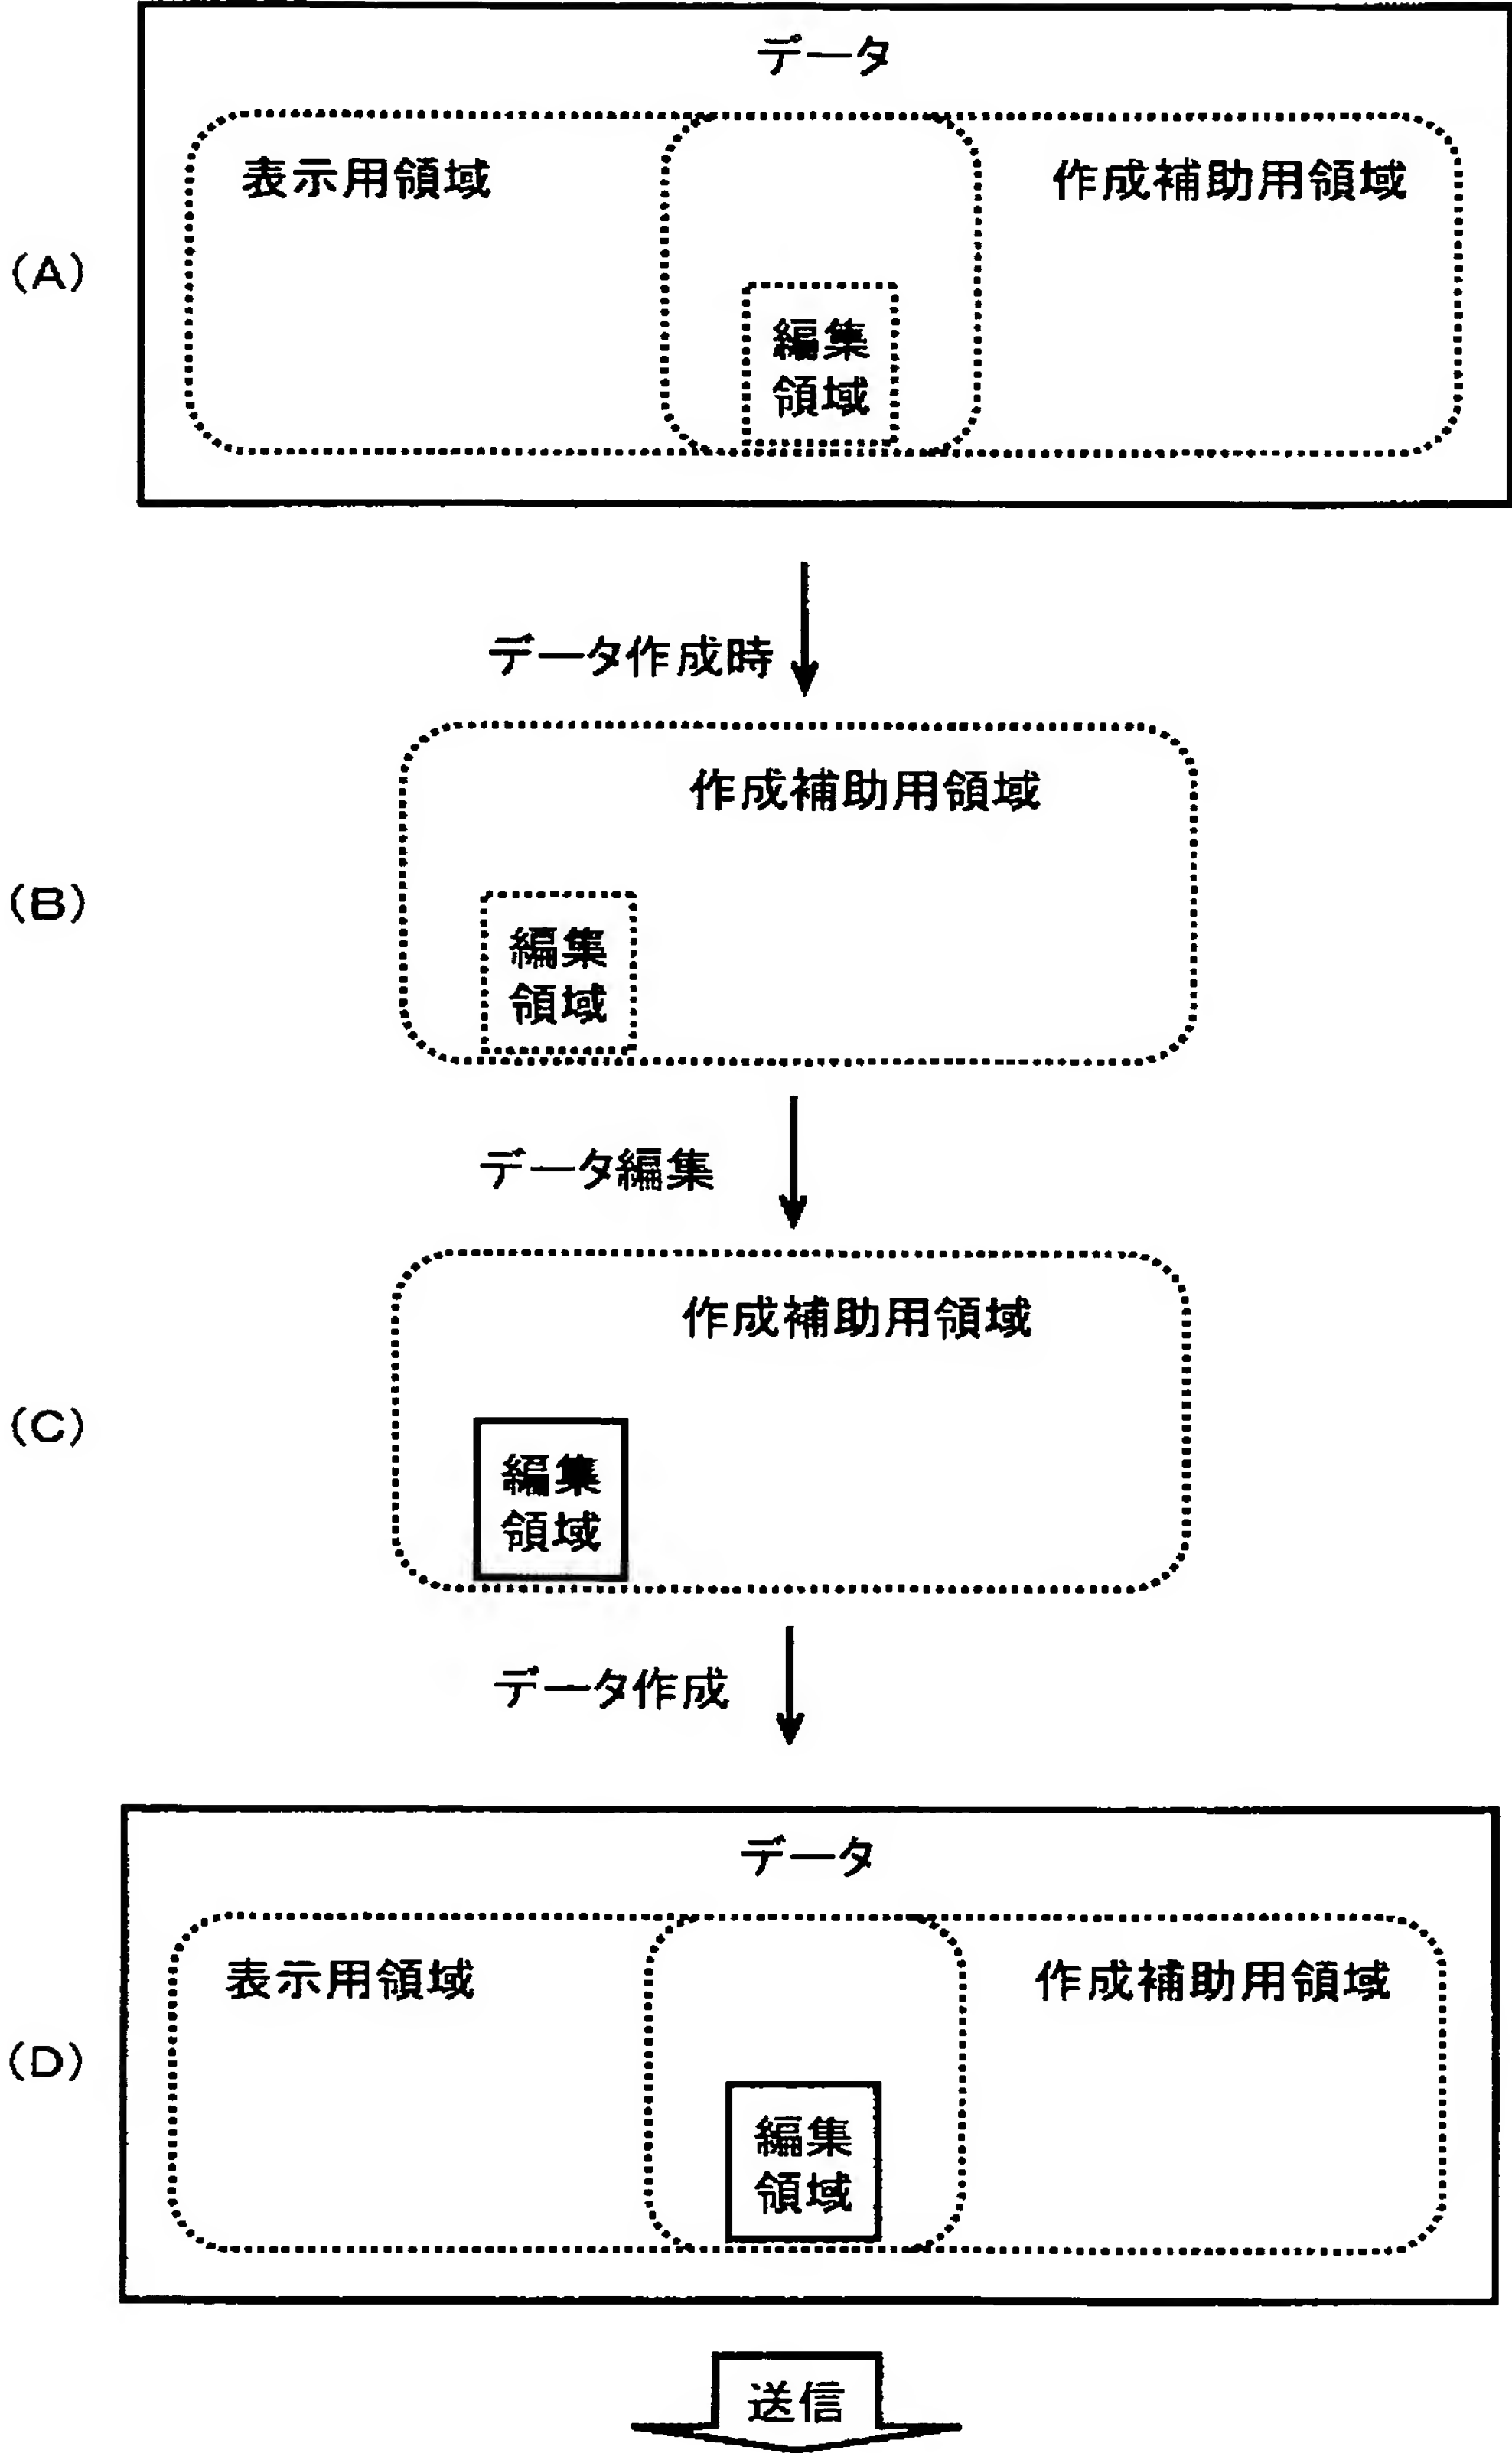 データ
表示用領域
作成補助用領域
(A)
編集
領域
データ作成時
作成補助用領域
(B)
編集
領域
データ編集
作成補助用領域
(C)
編集
領域
データ作成
データ
表示用領域
作成補助用領域
(D)
編集
領域
送信